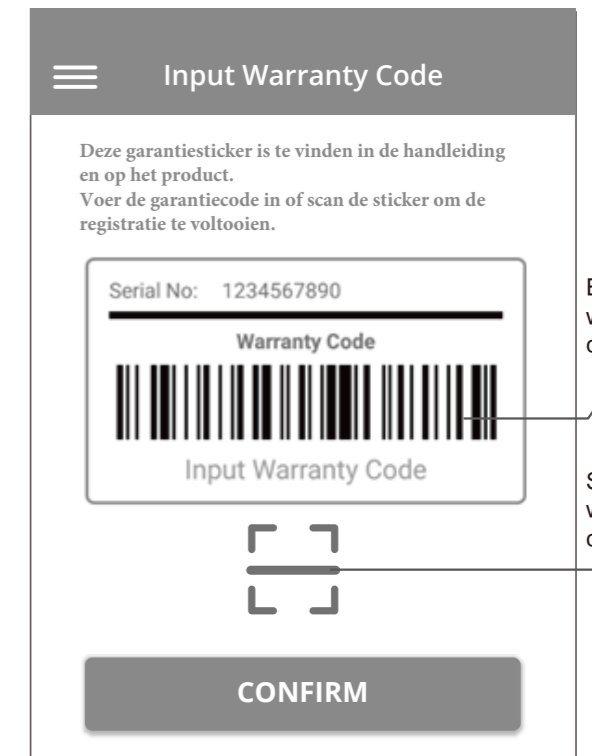 Input Warranty Code
Deze garantiesticker is te vinden in de handleiding
en op het product.
Voer de garantiecode in of scan de sticker om de
registratie te voltooien.
Serial No: 1234567890
Warranty Code
Input Warranty Code
CONFIRM